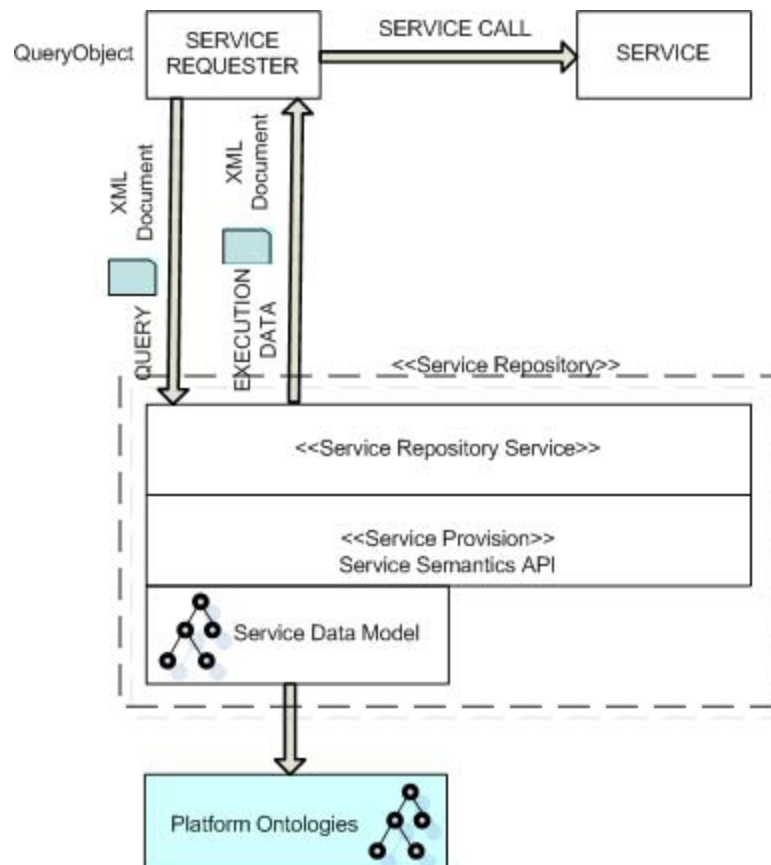 QueryObject
SERVICE
REQUESTER
SERVICE CALL
SERVICE
XML
Document
QUERY
XML
Document
EXECUTION
DATA
<<Service Repository>>
<<Service Repository Service>>
<<Service Provision>>
Service Semantics API
Service Data Model
Platform Ontologies